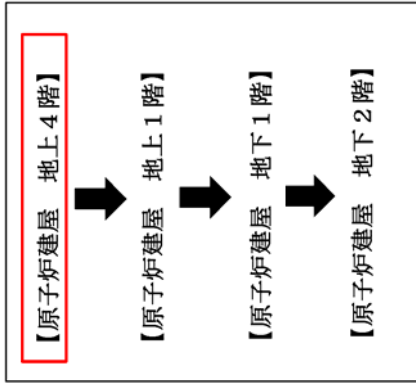 【原子炉建屋　地上4階】
【原子炉建屋　地上1階】
【原子炉建屋　地下1階】
【原子炉建屋　地下2階】